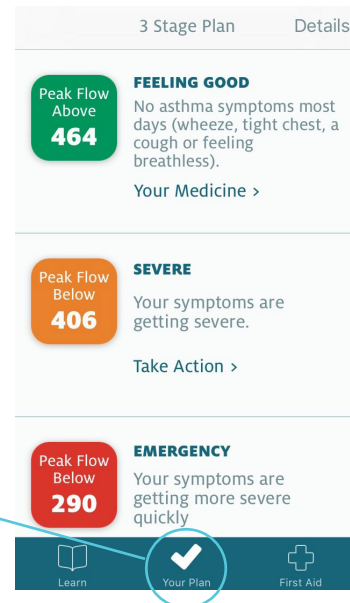 3 Stage Plan Details
Peak Flow
Above
464
FEELING GOOD
No asthma symptoms most
days (wheeze, tight chest, a
cough or feeling
breathless).
Your Medicine >
Peak Flow
Below
406
SEVERE
Your symptoms are
getting severe.
Take Action >
Peak Flow
Below
290
EMERGENCY
Your symptoms are
getting more severe
quickly
Learn
Your Plan
First Aid